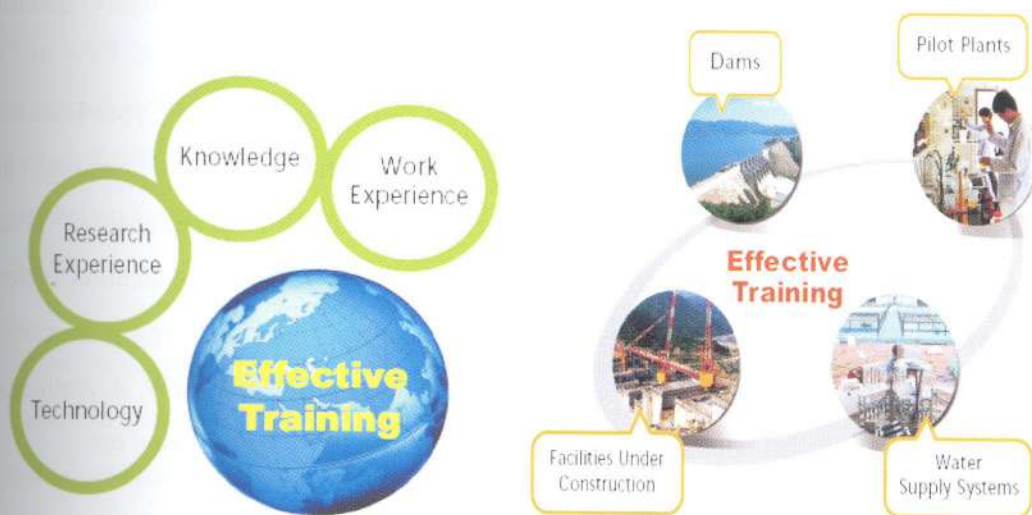 Knowledge
Work
Experience
Research
Experience
Technology
Effective
Training
Dams
Pilot Plants
Effective
Training
Facilities Under
Construction
Water
Supply Systems